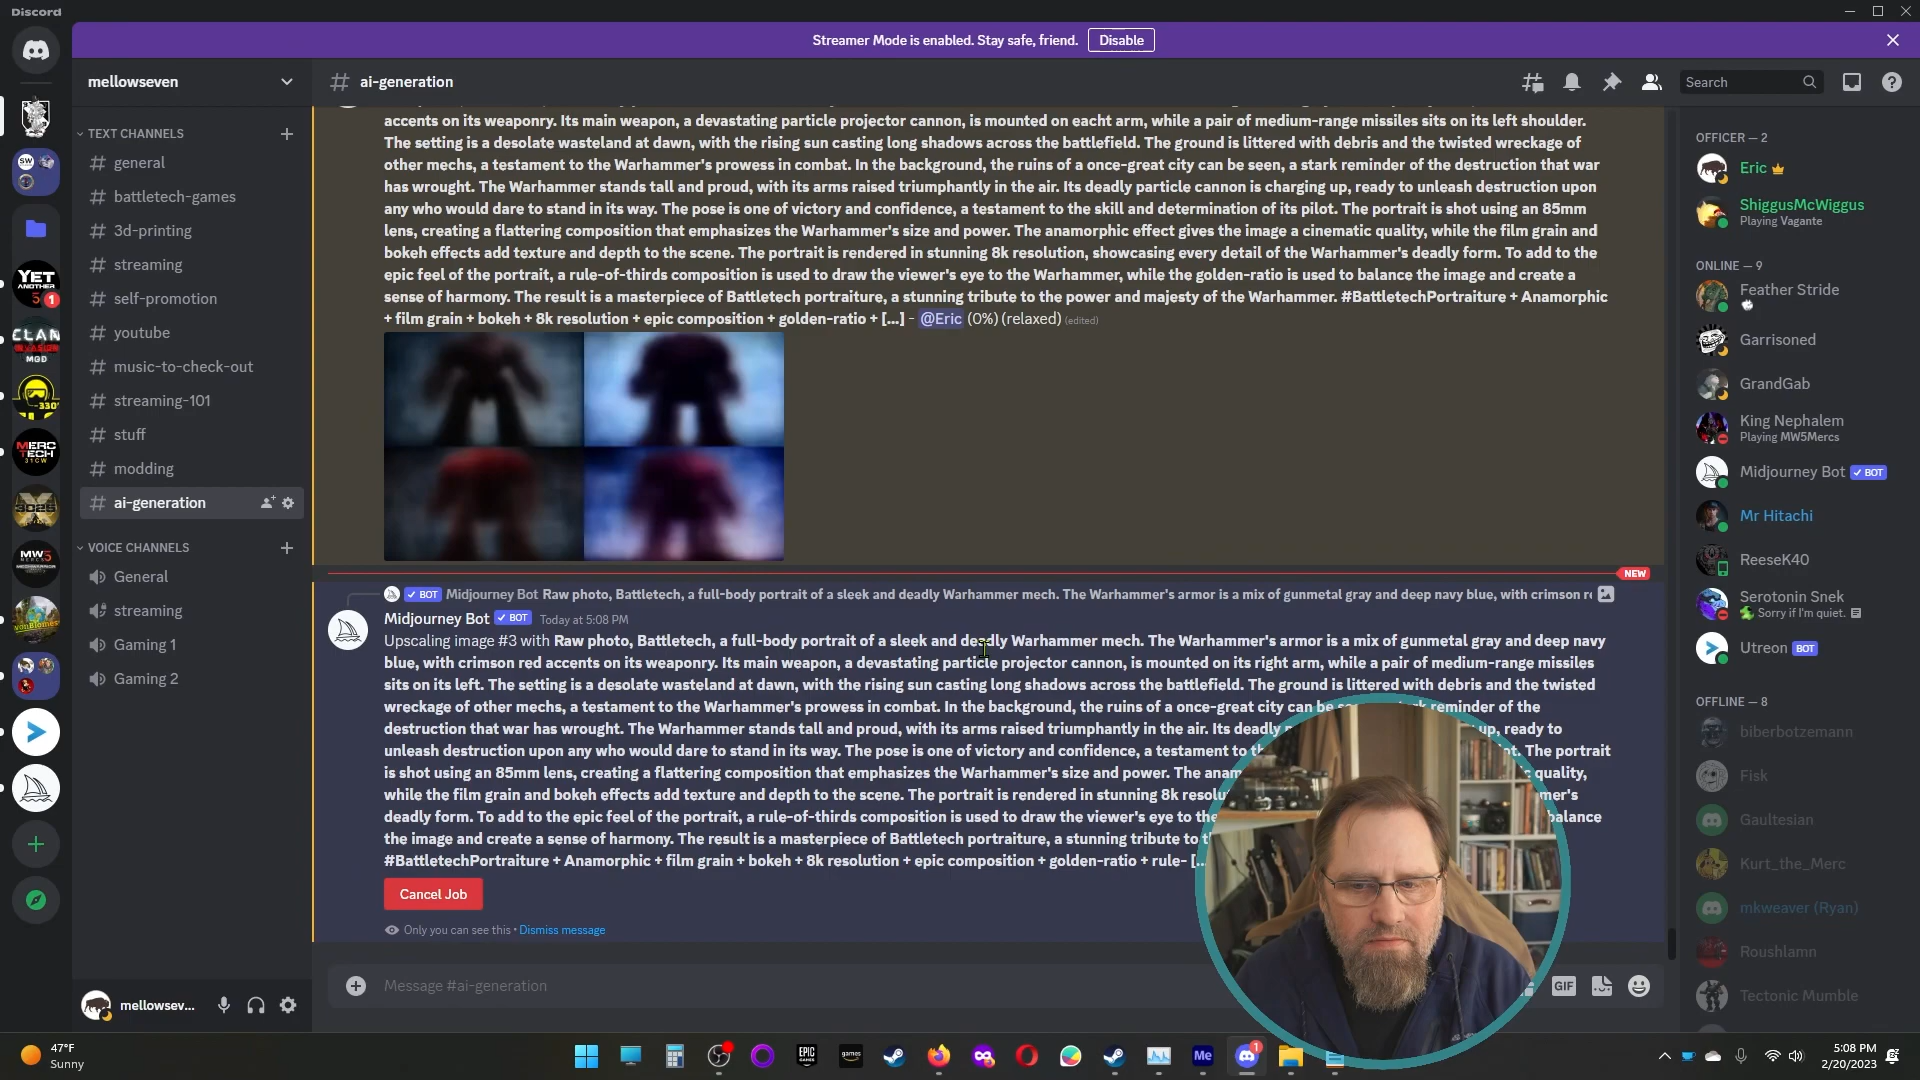 Discord
Streamer Mode is enabled. Stay safe, friend. Disable
mellowseven
ai-generation
Search
TEXT CHANNELS
general
battletech-games
3d-printing
streaming
self-promotion
youtube
music-to-check-out
streaming-101
stuff
modding
ai-generation
VOICE CHANNELS
General
streaming
Gaming 1
Gaming 2
mellowsev...
YET
ANOTHER
5 1
CLAN
INVASION
MGD
-330'
MERC
TECH
31CW
3025
MW5
SW
accents on its weaponry. Its main weapon, a devastating particle projector cannon, is mounted on eacht arm, while a pair of medium-range missiles sits on its left shoulder.
The setting is a desolate wasteland at dawn, with the rising sun casting long shadows across the battlefield. The ground is littered with debris and the twisted wreckage of
other mechs, a testament to the Warhammer's prowess in combat. In the background, the ruins of a once-great city can be seen, a stark reminder of the destruction that war
has wrought. The Warhammer stands tall and proud, with its arms raised triumphantly in the air. Its deadly particle cannon is charging up, ready to unleash destruction upon
any who would dare to stand in its way. The pose is one of victory and confidence, a testament to the skill and determination of its pilot. The portrait is shot using an 85mm
lens, creating a flattering composition that emphasizes the Warhammer's size and power. The anamorphic effect gives the image a cinematic quality, while the film grain and
bokeh effects add texture and depth to the scene. The portrait is rendered in stunning 8k resolution, showcasing every detail of the Warhammer's deadly form. To add to the
epic feel of the portrait, a rule-of-thirds composition is used to draw the viewer's eye to the Warhammer, while the golden-ratio is used to balance the image and create a
sense of harmony. The result is a masterpiece of Battletech portraiture, a stunning tribute to the power and majesty of the Warhammer. #BattletechPortraiture + Anamorphic
+ film grain + bokeh + 8k resolution + epic composition + golden-ratio + [...] - @Eric (0%) (relaxed) (edited)
NEW
BOT Midjourney Bot Raw photo, Battletech, a full-body portrait of a sleek and deadly Warhammer mech. The Warhammer's armor is a mix of gunmetal gray and deep navy blue, with crimson re
Midjourney Bot BOT Today at 5:08 PM
Upscaling image #3 with Raw photo, Battletech, a full-body portrait of a sleek and deadly Warhammer mech. The Warhammer's armor is a mix of gunmetal gray and deep navy
blue, with crimson red accents on its weaponry. Its main weapon, a devastating particle projector cannon, is mounted on its right arm, while a pair of medium-range missiles
sits on its left. The setting is a desolate wasteland at dawn, with the rising sun casting long shadows across the battlefield. The ground is littered with debris and the twisted
wreckage of other mechs, a testament to the Warhammer's prowess in combat. In the background, the ruins of a once-great city can be reminder of the
destruction that war has wrought. The Warhammer stands tall and proud, with its arms raised triumphantly in the air. Its deadly up, ready to
unleash destruction upon any who would dare to stand in its way. The pose is one of victory and confidence, a testament to The portrait
is shot using an 85mm lens, creating a flattering composition that emphasizes the Warhammer's size and power. The quality,
while the film grain and bokeh effects add texture and depth to the scene. The portrait is rendered in stunning 8k
deadly form. To add to the epic feel of the portrait, a rule-of-thirds composition is used to draw the viewer's eye to the balance
the image and create a sense of harmony. The result is a masterpiece of Battletech portraiture, a stunning tribute to
#BattletechPortraiture + Anamorphic + film grain + bokeh + 8k resolution + epic composition + golden-ratio + rule- [...
Cancel Job
Only you can see this • Dismiss message
Message #ai-generation
GIF
OFFICER — 2
Eric
ShiggusMcWiggus
Playing Vagante
ONLINE — 9
Feather Stride
Garrisoned
GrandGab
King Nephalem
Playing MW5Mercs
Midjourney Bot BOT
Mr Hitachi
ReeseK40
Serotonin Snek
Sorry if I'm quiet.
Utreon BOT
OFFLINE — 8
biberbotzemann
Fisk
Gaultesian
Kurt_the_Merc
mkweaver (Ryan)
Roushlamn
Tectonic Mumble
47°F
Sunny
EPIC
GAMES
games
Me
1
5:08 PM
2/20/2023